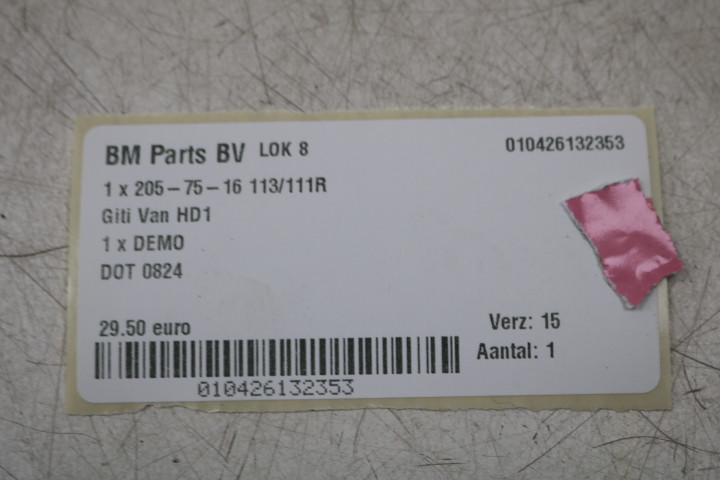 BM Parts BV LOK 8 010426132353
1 x 205-75-16 113/111R
Giti Van HD1
1 x DEMO
DOT 0824
29.50 euro Verz: 15
Aantal: 1
010426132353